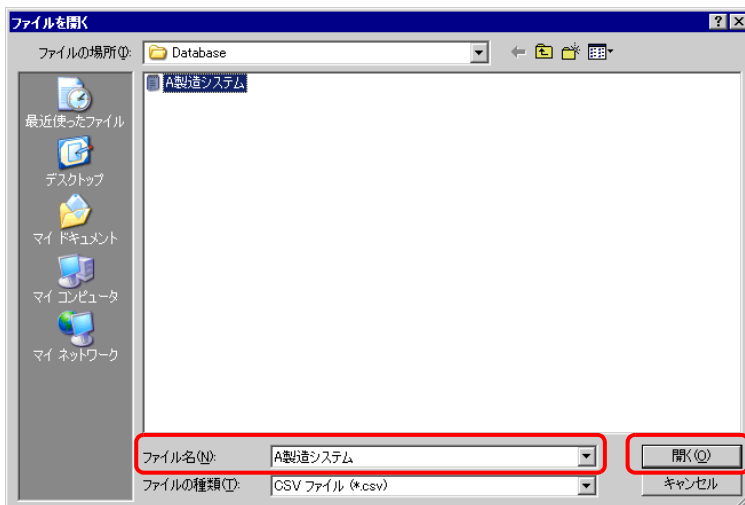 ファイルを開く
ファイルの場所(I):
Database
A製造システム
最近使ったファイル
デスクトップ
マイ ドキュメント
マイ コンピュータ
マイ ネットワーク
ファイル名(N):
A製造システム
開く(O)
ファイルの種類(T):
CSV ファイル (*.csv)
キャンセル